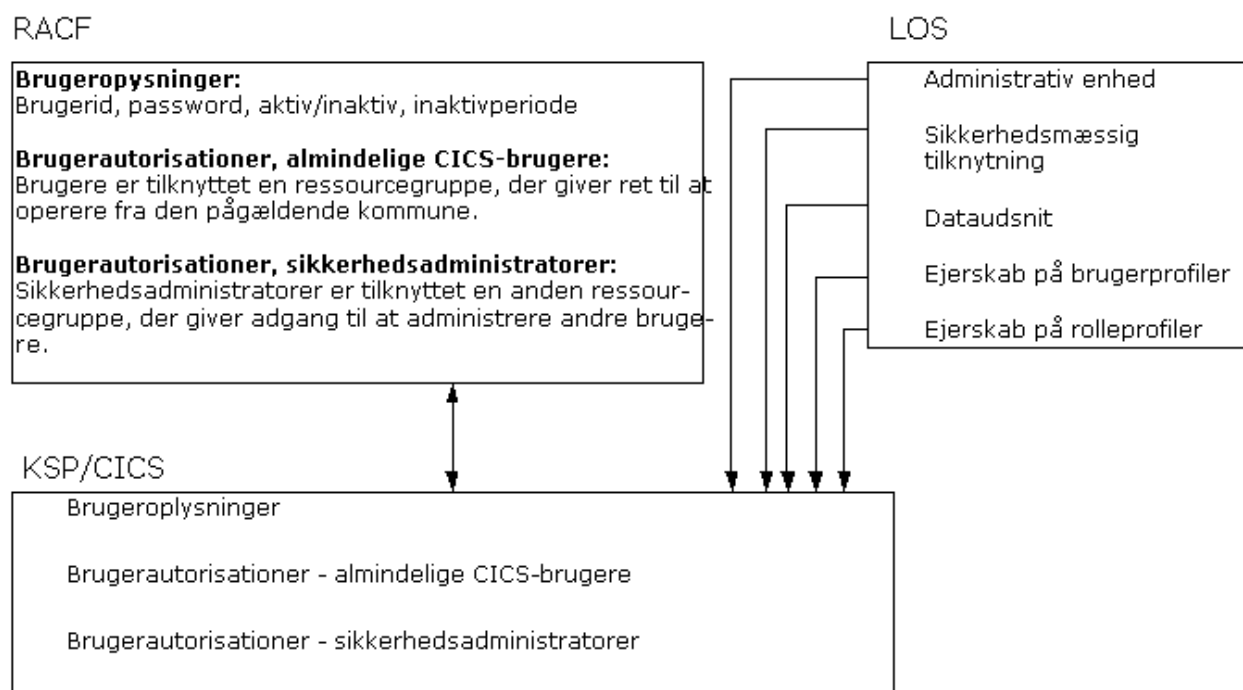 RACF
Brugeropysninger:
Brugerid, password, aktiv/inaktiv, inaktivperiode
Brugerautorisationer, almindelige CICS-brugere:
Brugere er tilknyttet en ressourcegruppe, der giver ret til at
operere fra den pågældende kommune.
Brugerautorisationer, sikkerhedsadministratorer:
Sikkerhedsadministratorer er tilknyttet en anden ressour-
cegruppe, der giver adgang til at administrere andre bruge-
re.
LOS
Administrativ enhed
Sikkerhedsmæssig
tilknytning
Dataudsnit
Ejerskab på brugerprofiler
Ejerskab på rolleprofiler
KSP/CICS
Brugeroplysninger
Brugerautorisationer - almindelige CICS-brugere
Brugerautorisationer - sikkerhedsadministratorer